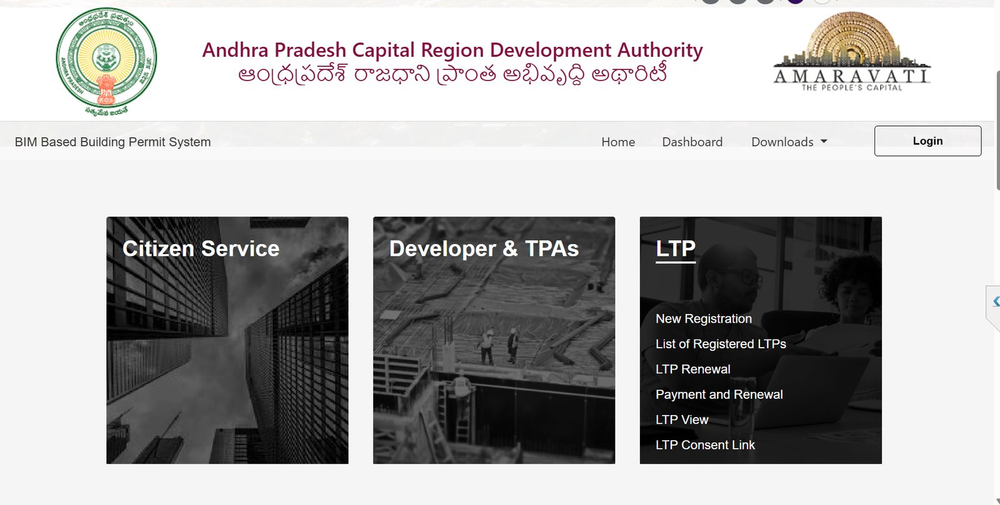 ఆంధ్రప్రదేశ్ ప్రభుత్వం
ANDHRA PRADESH
आन्ध्र प्रदेश
సత్యమేవ జయతే
Andhra Pradesh Capital Region Development Authority
ఆంధ్రప్రదేశ్ రాజధాని ప్రాంత అభివృద్ధి అథారిటీ
AMARAVATI
THE PEOPLE'S CAPITAL
BIM Based Building Permit System
Home Dashboard Downloads Login
Citizen Service
Developer & TPAs
LTP
New Registration
List of Registered LTPs
LTP Renewal
Payment and Renewal
LTP View
LTP Consent Link